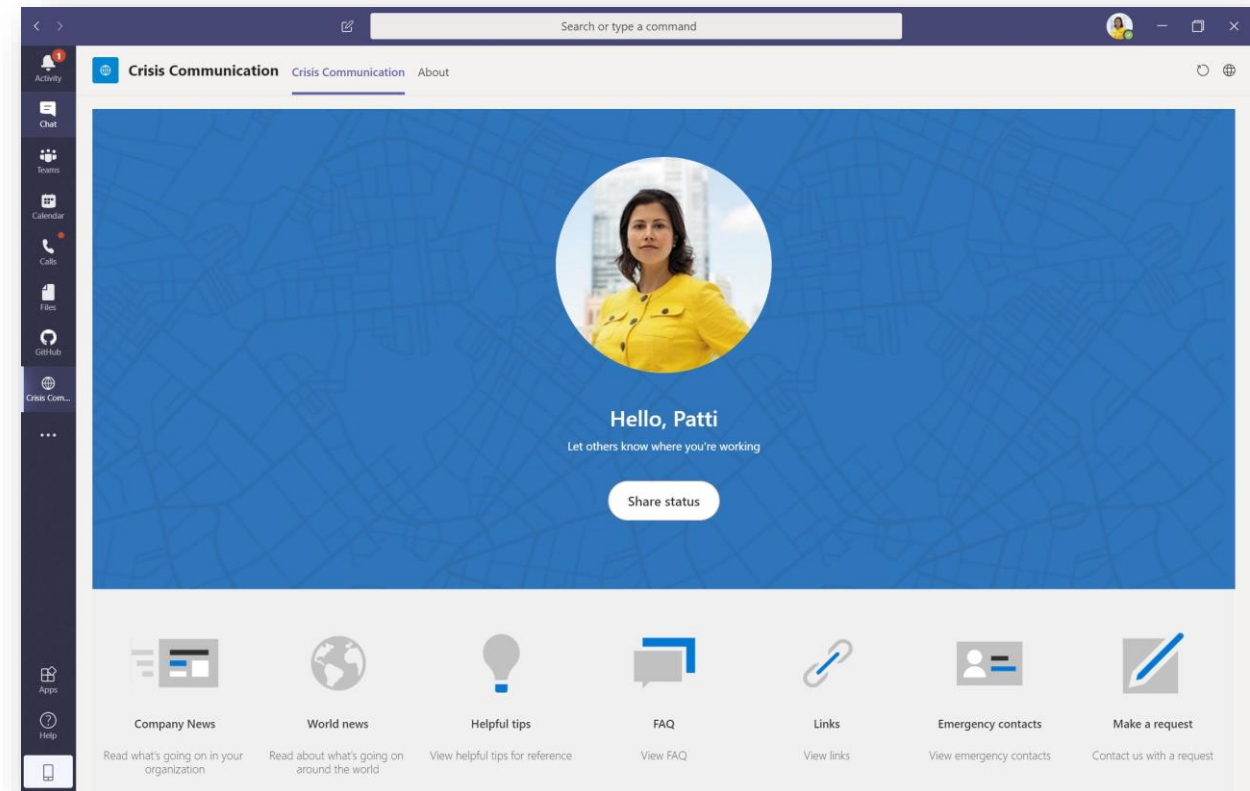 Search or type a command
1
Activity
Chat
Teams
Calendar
Calls
Files
GitHub
Crisis Com...
Apps
Help
Crisis Communication Crisis Communication About
Hello, Patti
Let others know where you're working
Share status
Company News
Read what's going on in your
organization
World news
Read about what's going on
around the world
Helpful tips
View helpful tips for reference
FAQ
View FAQ
Links
View links
Emergency contacts
View emergency contacts
Make a request
Contact us with a request